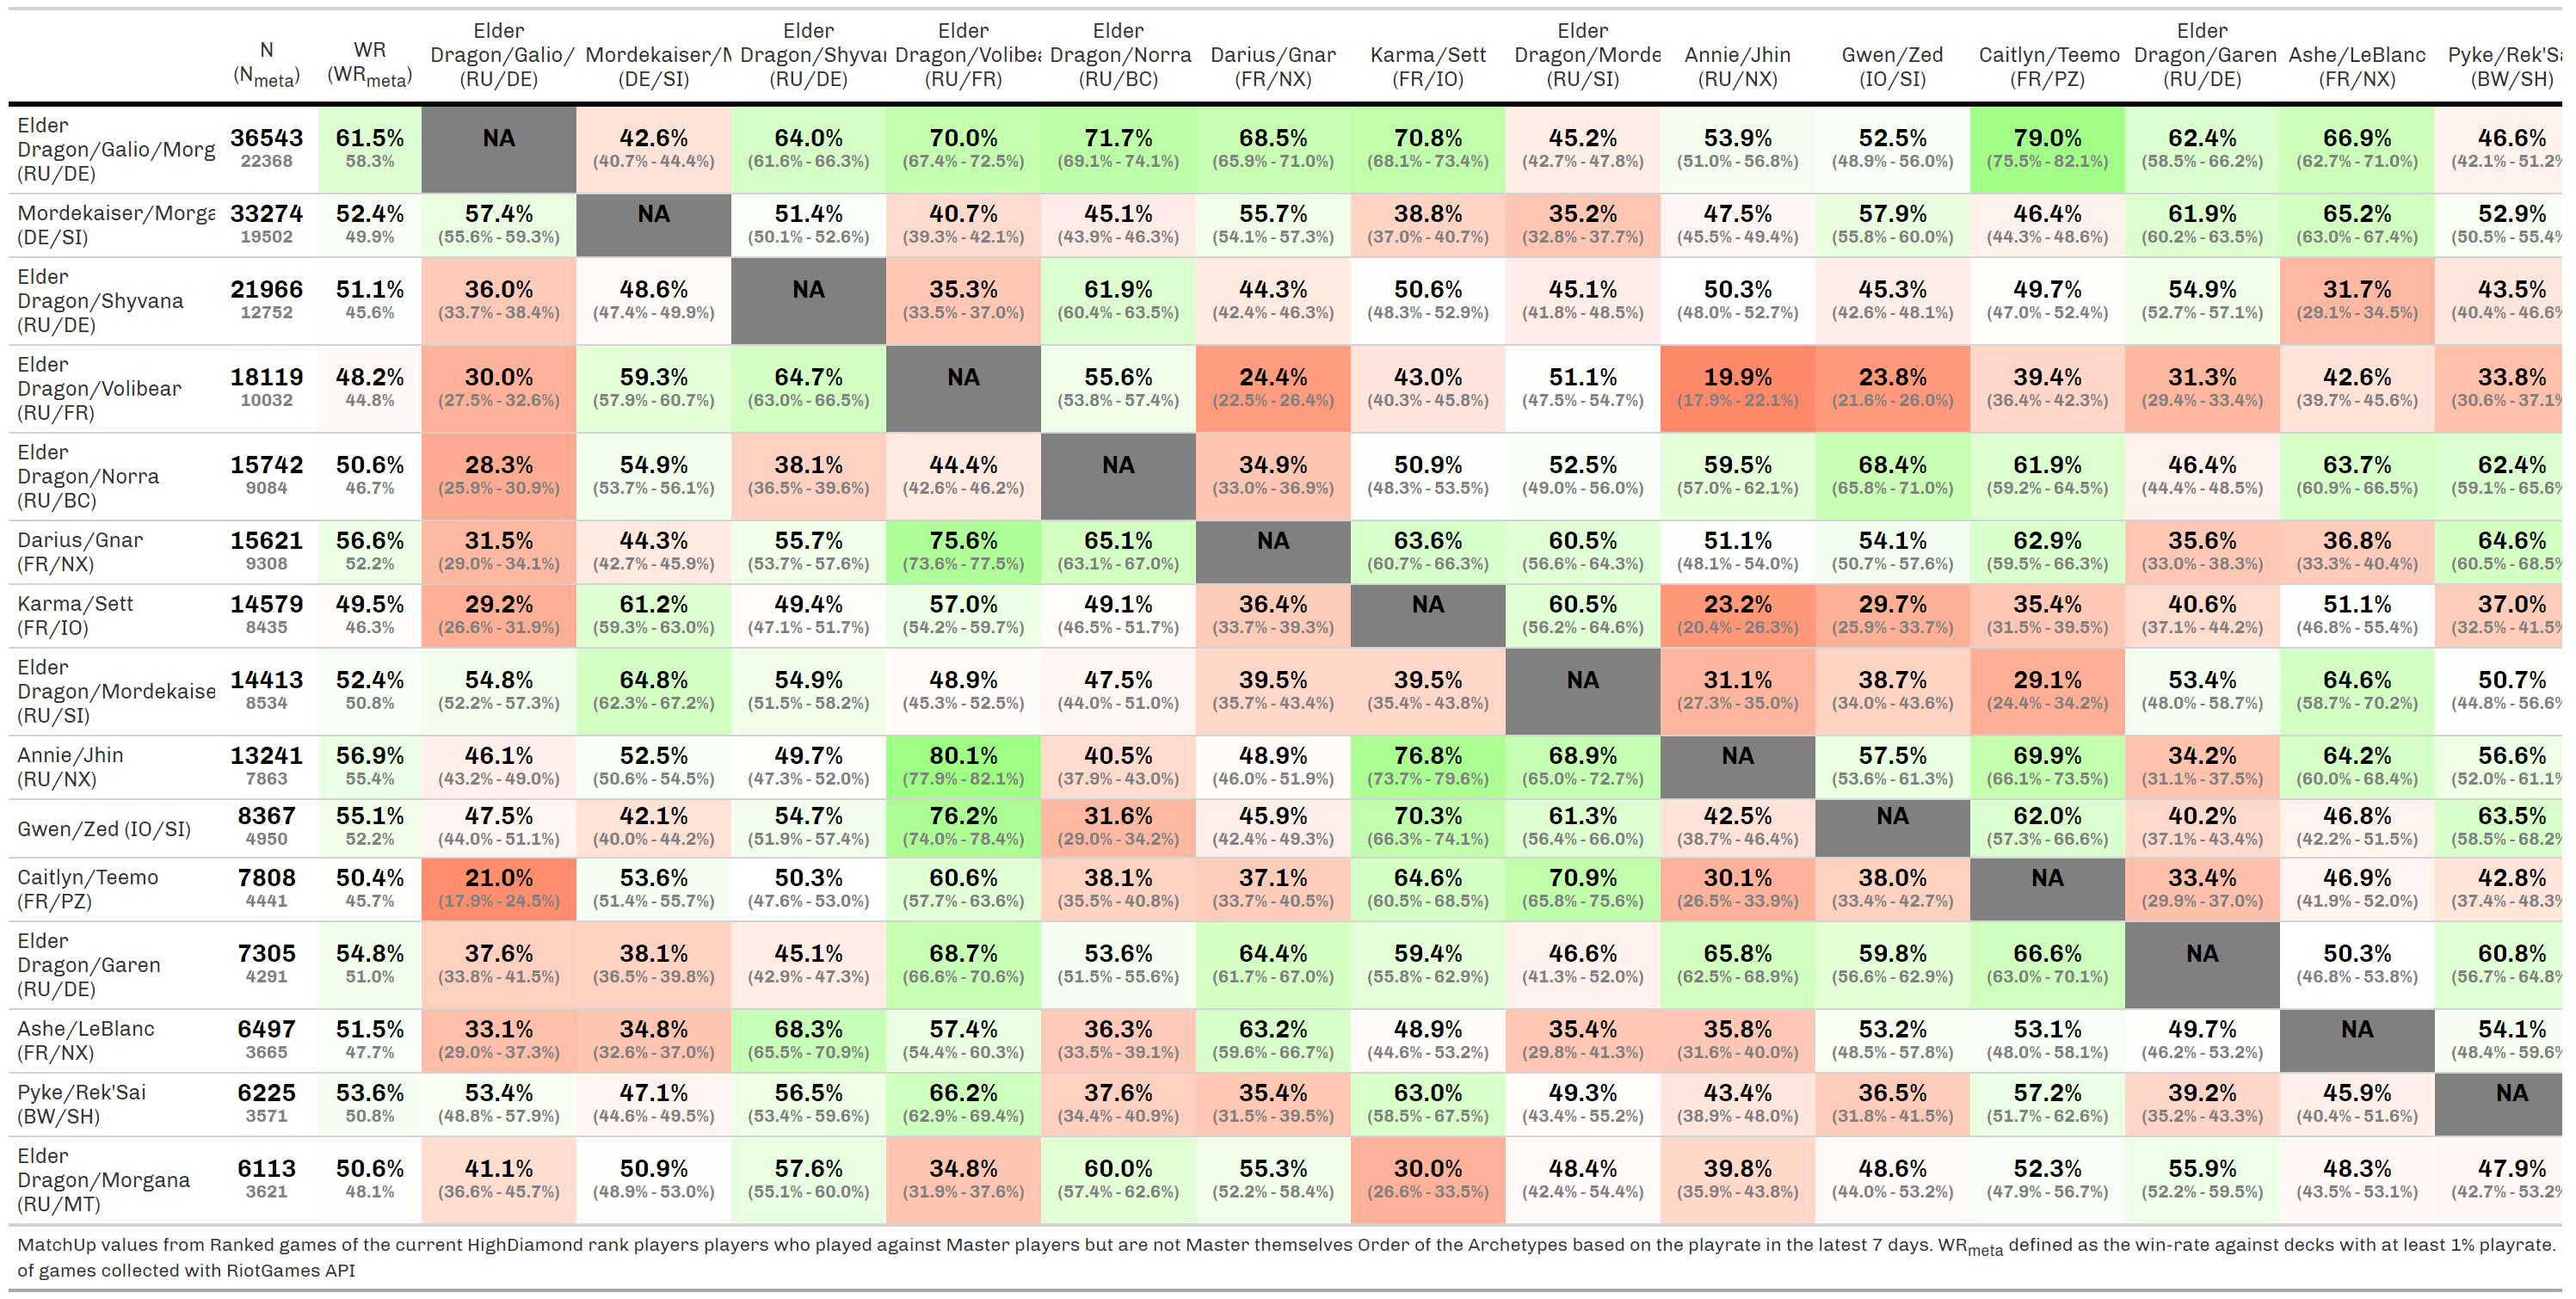 N (Nmeta) WR (WRmeta) Elder Dragon/Galio/ (RU/DE) Mordekaiser/M (DE/SI) Elder Dragon/Shyvar (RU/DE) Elder Dragon/Volibea (RU/FR) Elder Dragon/Norra (RU/BC) Darius/Gnar (FR/NX) Karma/Sett (FR/IO) Elder Dragon/Morde (RU/SI) Annie/Jhin (RU/NX) Gwen/Zed (IO/SI) Caitlyn/Teemo (FR/PZ) Elder Dragon/Garen (RU/DE) Ashe/LeBlanc (FR/NX) Pyke/Rek'Sa (BW/SH)
Elder Dragon/Galio/Morg (RU/DE) 36543 61.5% NA 42.6% 64.0% 70.0% 71.7% 68.5% 70.8% 45.2% 53.9% 52.5% 79.0% 62.4% 66.9% 46.6%
22368 58.3% (40.7% - 44.4%) (61.6% - 66.3%) (67.4% - 72.5%) (69.1% - 74.1%) (65.9% - 71.0%) (68.1% - 73.4%) (42.7% - 47.8%) (51.0% - 56.8%) (48.9% - 56.0%) (75.5% - 82.1%) (58.5% - 66.2%) (62.7% - 71.0%) (42.1% - 51.2%
Mordekaiser/Morga (DE/SI) 33274 52.4% 57.4% NA 51.4% 40.7% 45.1% 55.7% 38.8% 35.2% 47.5% 57.9% 46.4% 61.9% 65.2% 52.9%
19502 49.9% (55.6% - 59.3%) (50.1% - 52.6%) (39.3% - 42.1%) (43.9% - 46.3%) (54.1% - 57.3%) (37.0% - 40.7%) (32.8% - 37.7%) (45.5% - 49.4%) (55.8% - 60.0%) (44.3% - 48.6%) (60.2% - 63.5%) (63.0% - 67.4%) (50.5% - 55.4%
Elder Dragon/Shyvana (RU/DE) 21966 51.1% 36.0% 48.6% NA 35.3% 61.9% 44.3% 50.6% 45.1% 50.3% 45.3% 49.7% 54.9% 31.7% 43.5%
12752 45.6% (33.7% - 38.4%) (47.4% - 49.9%) (33.5% - 37.0%) (60.4% - 63.5%) (42.4% - 46.3%) (48.3% - 52.9%) (41.8% - 48.5%) (48.0% - 52.7%) (42.6% - 48.1%) (47.0% - 52.4%) (52.7% - 57.1%) (29.1% - 34.5%) (40.4% - 46.6%
Elder Dragon/Volibear (RU/FR) 18119 48.2% 30.0% 59.3% 64.7% NA 55.6% 24.4% 43.0% 51.1% 19.9% 23.8% 39.4% 31.3% 42.6% 33.8%
10032 44.8% (27.5% - 32.6%) (57.9% - 60.7%) (63.0% - 66.5%) (53.8% - 57.4%) (22.5% - 26.4%) (40.3% - 45.8%) (47.5% - 54.7%) (17.9% - 22.1%) (21.6% - 26.0%) (36.4% - 42.3%) (29.4% - 33.4%) (39.7% - 45.6%) (30.6% - 37.1%
Elder Dragon/Norra (RU/BC) 15742 50.6% 28.3% 54.9% 38.1% 44.4% NA 34.9% 50.9% 52.5% 59.5% 68.4% 61.9% 46.4% 63.7% 62.4%
9084 46.7% (25.9% - 30.9%) (53.7% - 56.1%) (36.5% - 39.6%) (42.6% - 46.2%) (33.0% - 36.9%) (48.3% - 53.5%) (49.0% - 56.0%) (57.0% - 62.1%) (65.8% - 71.0%) (59.2% - 64.5%) (44.4% - 48.5%) (60.9% - 66.5%) (59.1% - 65.6%
Darius/Gnar (FR/NX) 15621 56.6% 31.5% 44.3% 55.7% 75.6% 65.1% NA 63.6% 60.5% 51.1% 54.1% 62.9% 35.6% 36.8% 64.6%
9308 52.2% (29.0% - 34.1%) (42.7% - 45.9%) (53.7% - 57.6%) (73.6% - 77.5%) (63.1% - 67.0%) (60.7% - 66.3%) (56.6% - 64.3%) (48.1% - 54.0%) (50.7% - 57.6%) (59.5% - 66.3%) (33.0% - 38.3%) (33.3% - 40.4%) (60.5% - 68.5%
Karma/Sett (FR/IO) 14579 49.5% 29.2% 61.2% 49.4% 57.0% 49.1% 36.4% NA 60.5% 23.2% 29.7% 35.4% 40.6% 51.1% 37.0%
8435 46.3% (26.6% - 31.9%) (59.3% - 63.0%) (47.1% - 51.7%) (54.2% - 59.7%) (46.5% - 51.7%) (33.7% - 39.3%) (56.2% - 64.6%) (20.4% - 26.3%) (25.9% - 33.7%) (31.5% - 39.5%) (37.1% - 44.2%) (46.8% - 55.4%) (32.5% - 41.5%
Elder Dragon/Mordekaise (RU/SI) 14413 52.4% 54.8% 64.8% 54.9% 48.9% 47.5% 39.5% 39.5% NA 31.1% 38.7% 29.1% 53.4% 64.6% 50.7%
8534 50.8% (52.2% - 57.3%) (62.3% - 67.2%) (51.5% - 58.2%) (45.3% - 52.5%) (44.0% - 51.0%) (35.7% - 43.4%) (35.4% - 43.8%) (27.3% - 35.0%) (34.0% - 43.6%) (24.4% - 34.2%) (48.0% - 58.7%) (58.7% - 70.2%) (44.8% - 56.6%
Annie/Jhin (RU/NX) 13241 56.9% 46.1% 52.5% 49.7% 80.1% 40.5% 48.9% 76.8% 68.9% NA 57.5% 69.9% 34.2% 64.2% 56.6%
7863 55.4% (43.2% - 49.0%) (50.6% - 54.5%) (47.3% - 52.0%) (77.9% - 82.1%) (37.9% - 43.0%) (46.0% - 51.9%) (73.7% - 79.6%) (65.0% - 72.7%) (53.6% - 61.3%) (66.1% - 73.5%) (31.1% - 37.5%) (60.0% - 68.4%) (52.0% - 61.1%
Gwen/Zed (IO/SI) 8367 55.1% 47.5% 42.1% 54.7% 76.2% 31.6% 45.9% 70.3% 61.3% 42.5% NA 62.0% 40.2% 46.8% 63.5%
4950 52.2% (44.0% - 51.1%) (40.0% - 44.2%) (51.9% - 57.4%) (74.0% - 78.4%) (29.0% - 34.2%) (42.4% - 49.3%) (66.3% - 74.1%) (56.4% - 66.0%) (38.7% - 46.4%) (57.3% - 66.6%) (37.1% - 43.4%) (42.2% - 51.5%) (58.5% - 68.2%
Caitlyn/Teemo (FR/PZ) 7808 50.4% 21.0% 53.6% 50.3% 60.6% 38.1% 37.1% 64.6% 70.9% 30.1% 38.0% NA 33.4% 46.9% 42.8%
4441 45.7% (17.9% - 24.5%) (51.4% - 55.7%) (47.6% - 53.0%) (57.7% - 63.6%) (35.5% - 40.8%) (33.7% - 40.5%) (60.5% - 68.5%) (65.8% - 75.6%) (26.5% - 33.9%) (33.4% - 42.7%) (29.9% - 37.0%) (41.9% - 52.0%) (37.4% - 48.3%
Elder Dragon/Garen (RU/DE) 7305 54.8% 37.6% 38.1% 45.1% 68.7% 53.6% 64.4% 59.4% 46.6% 65.8% 59.8% 66.6% NA 50.3% 60.8%
4291 51.0% (33.8% - 41.5%) (36.5% - 39.8%) (42.9% - 47.3%) (66.6% - 70.6%) (51.5% - 55.6%) (61.7% - 67.0%) (55.8% - 62.9%) (41.3% - 52.0%) (62.5% - 68.9%) (56.6% - 62.9%) (63.0% - 70.1%) (46.8% - 53.8%) (56.7% - 64.8%
Ashe/LeBlanc (FR/NX) 6497 51.5% 33.1% 34.8% 68.3% 57.4% 36.3% 63.2% 48.9% 35.4% 35.8% 53.2% 53.1% 49.7% NA 54.1%
3665 47.7% (29.0% - 37.3%) (32.6% - 37.0%) (65.5% - 70.9%) (54.4% - 60.3%) (33.5% - 39.1%) (59.6% - 66.7%) (44.6% - 53.2%) (29.8% - 41.3%) (31.6% - 40.0%) (48.5% - 57.8%) (48.0% - 58.1%) (46.2% - 53.2%) (48.4% - 59.6%
Pyke/Rek'Sai (BW/SH) 6225 53.6% 53.4% 47.1% 56.5% 66.2% 37.6% 35.4% 63.0% 49.3% 43.4% 36.5% 57.2% 39.2% 45.9% NA
3571 50.8% (48.8% - 57.9%) (44.6% - 49.5%) (53.4% - 59.6%) (62.9% - 69.4%) (34.4% - 40.9%) (31.5% - 39.5%) (58.5% - 67.5%) (43.4% - 55.2%) (38.9% - 48.0%) (31.8% - 41.5%) (51.7% - 62.6%) (35.2% - 43.3%) (40.4% - 51.6%)
Elder Dragon/Morgana (RU/MT) 6113 50.6% 41.1% 50.9% 57.6% 34.8% 60.0% 55.3% 30.0% 48.4% 39.8% 48.6% 52.3% 55.9% 48.3% 47.9%
3621 48.1% (36.6% - 45.7%) (48.9% - 53.0%) (55.1% - 60.0%) (31.9% - 37.6%) (57.4% - 62.6%) (52.2% - 58.4%) (26.6% - 33.5%) (42.4% - 54.4%) (35.9% - 43.8%) (44.0% - 53.2%) (47.9% - 56.7%) (52.2% - 59.5%) (43.5% - 53.1%) (42.7% - 53.2%
MatchUp values from Ranked games of the current HighDiamond rank players players who played against Master players but are not Master themselves Order of the Archetypes based on the playrate in the latest 7 days. WRmeta defined as the win-rate against decks with at least 1% playrate.
of games collected with RiotGames API